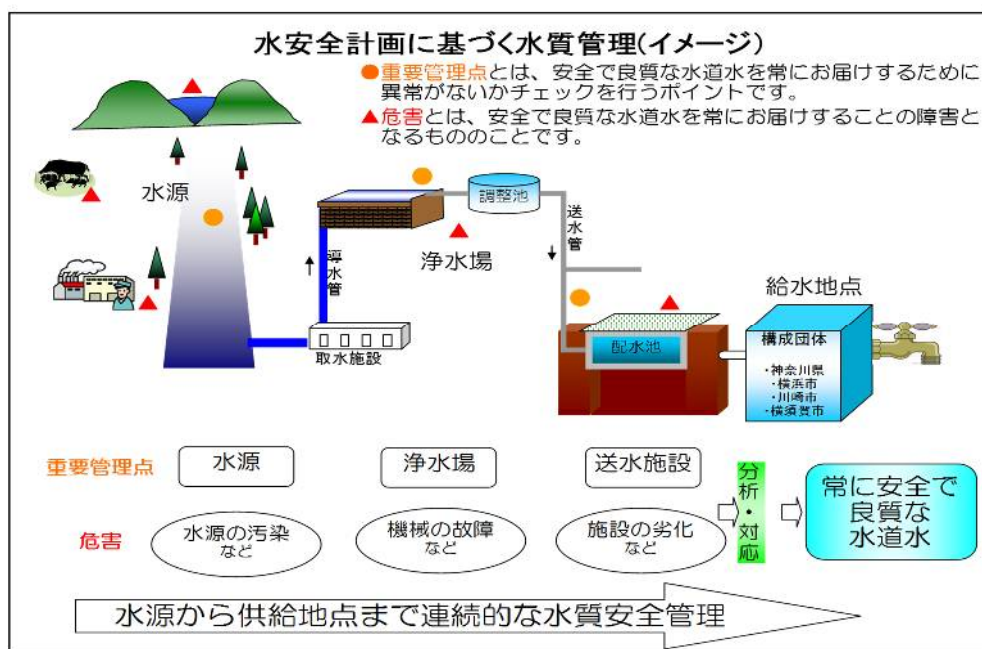 水安全計画に基づく水質管理(イメージ)
●重要管理点とは、安全で良質な水道水を常にお届けするために
異常がないかチェックを行うポイントです。
▲危害とは、安全で良質な水道水を常にお届けすることの障害と
なるもののことです。
水源
導水管
取水施設
浄水場
調整池
送水管
配水池
給水地点
構成団体
・神奈川県
・横浜市
・川崎市
・横須賀市
重要管理点
水源
浄水場
送水施設
危害
水源の汚染
など
機械の故障
など
施設の劣化
など
分析・対応
常に安全で
良質な
水道水
水源から供給地点まで連続的な水質安全管理